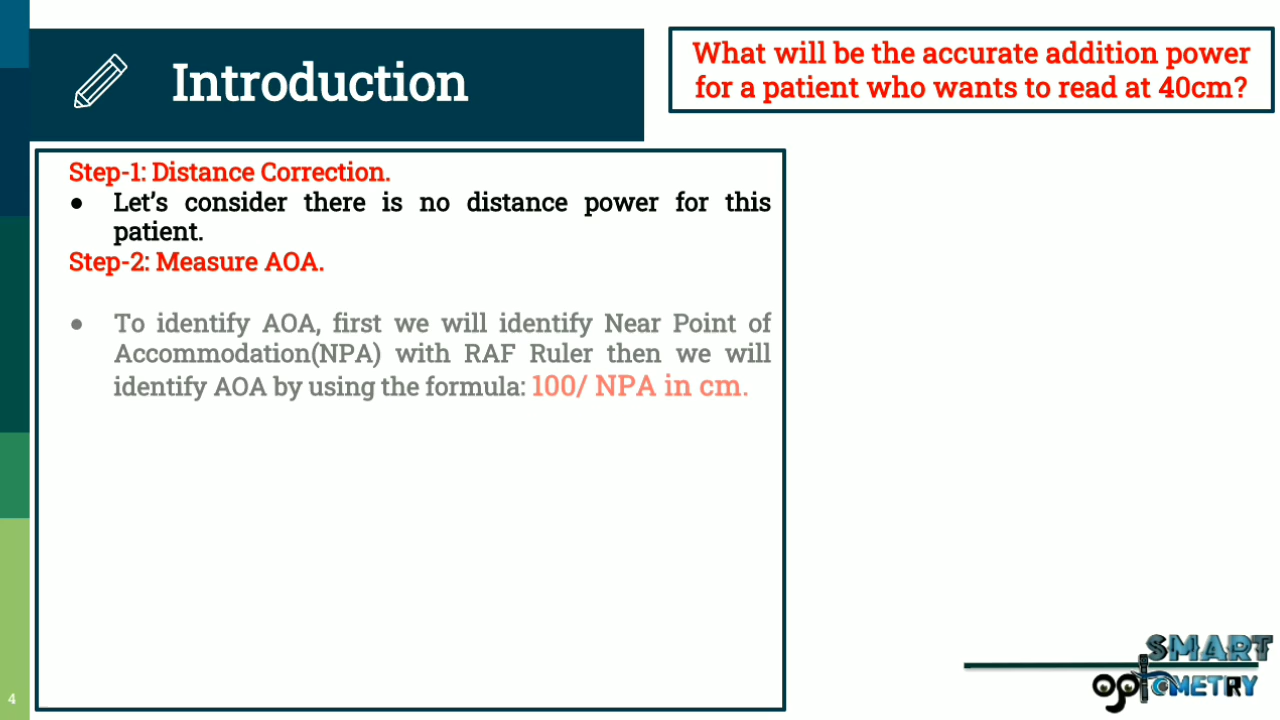 Introduction
What will be the accurate addition power
for a patient who wants to read at 40cm?
Step-1: Distance Correction.
● Let’s consider there is no distance power for this
patient.
Step-2: Measure AOA.
● To identify AOA, first we will identify Near Point of
Accommodation(NPA) with RAF Ruler then we will
identify AOA by using the formula: 100/ NPA in cm.
4
SMART
optOMETRY